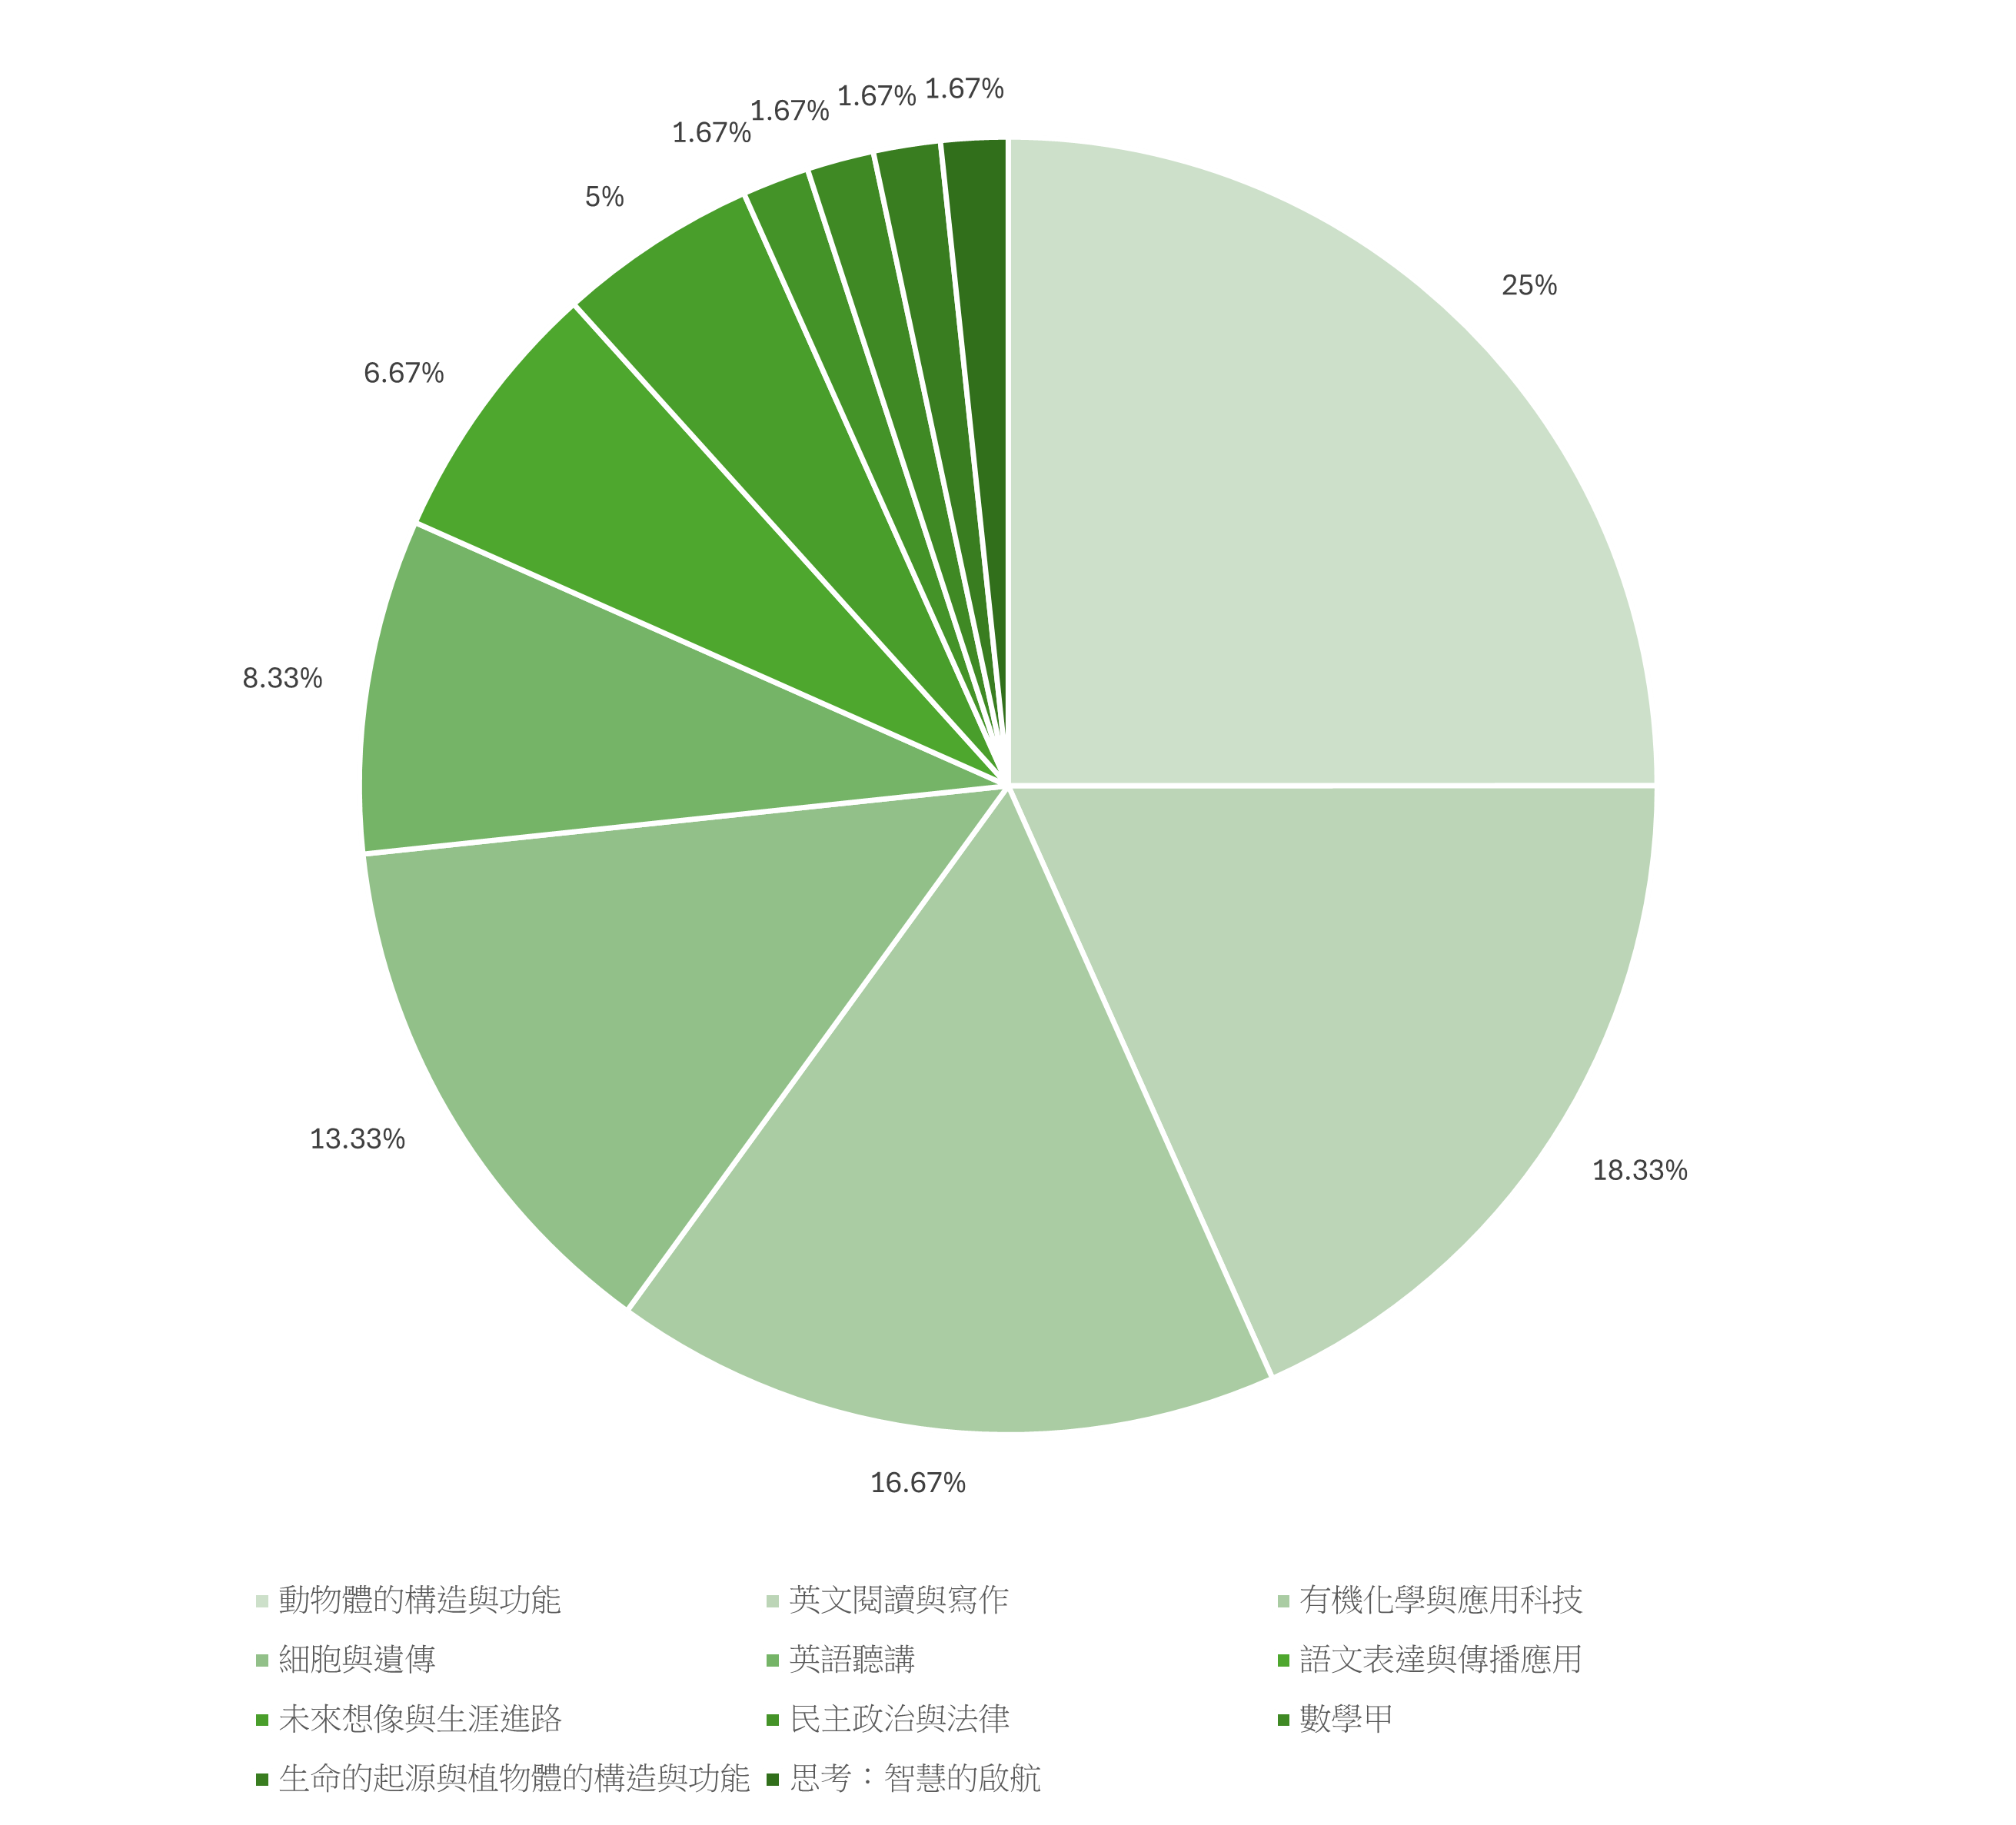 1.67%
1.67%
1.67%
1.67%
5%
25%
6.67%
8.33%
13.33%
18.33%
16.67%
動物體的構造與功能
英文閱讀與寫作
有機化學與應用科技
細胞與遺傳
英語聽講
語文表達與傳播應用
未來想像與生涯進路
民主政治與法律
數學甲
生命的起源與植物體的構造與功能
思考：智慧的啟航